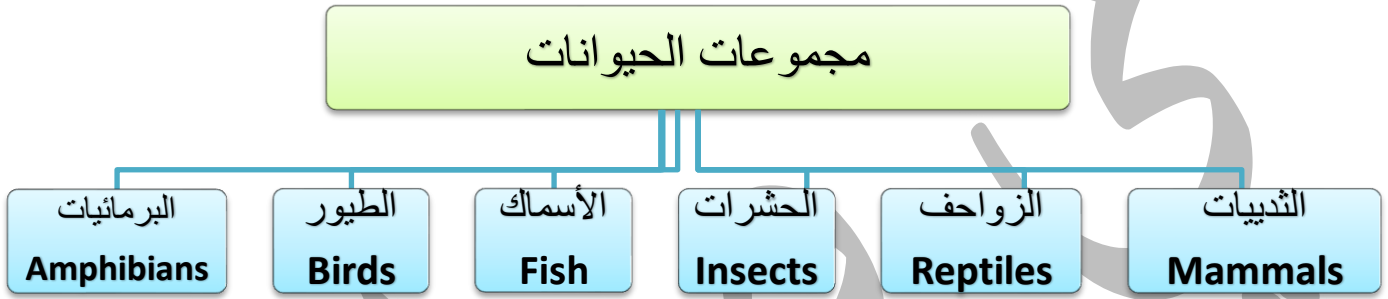 مجموعات الحيوانات
الثدييات
Mammals
الزواحف
Reptiles
الحشرات
Insects
الأسماك
Fish
الطيور
Birds
البرمائيات
Amphibians